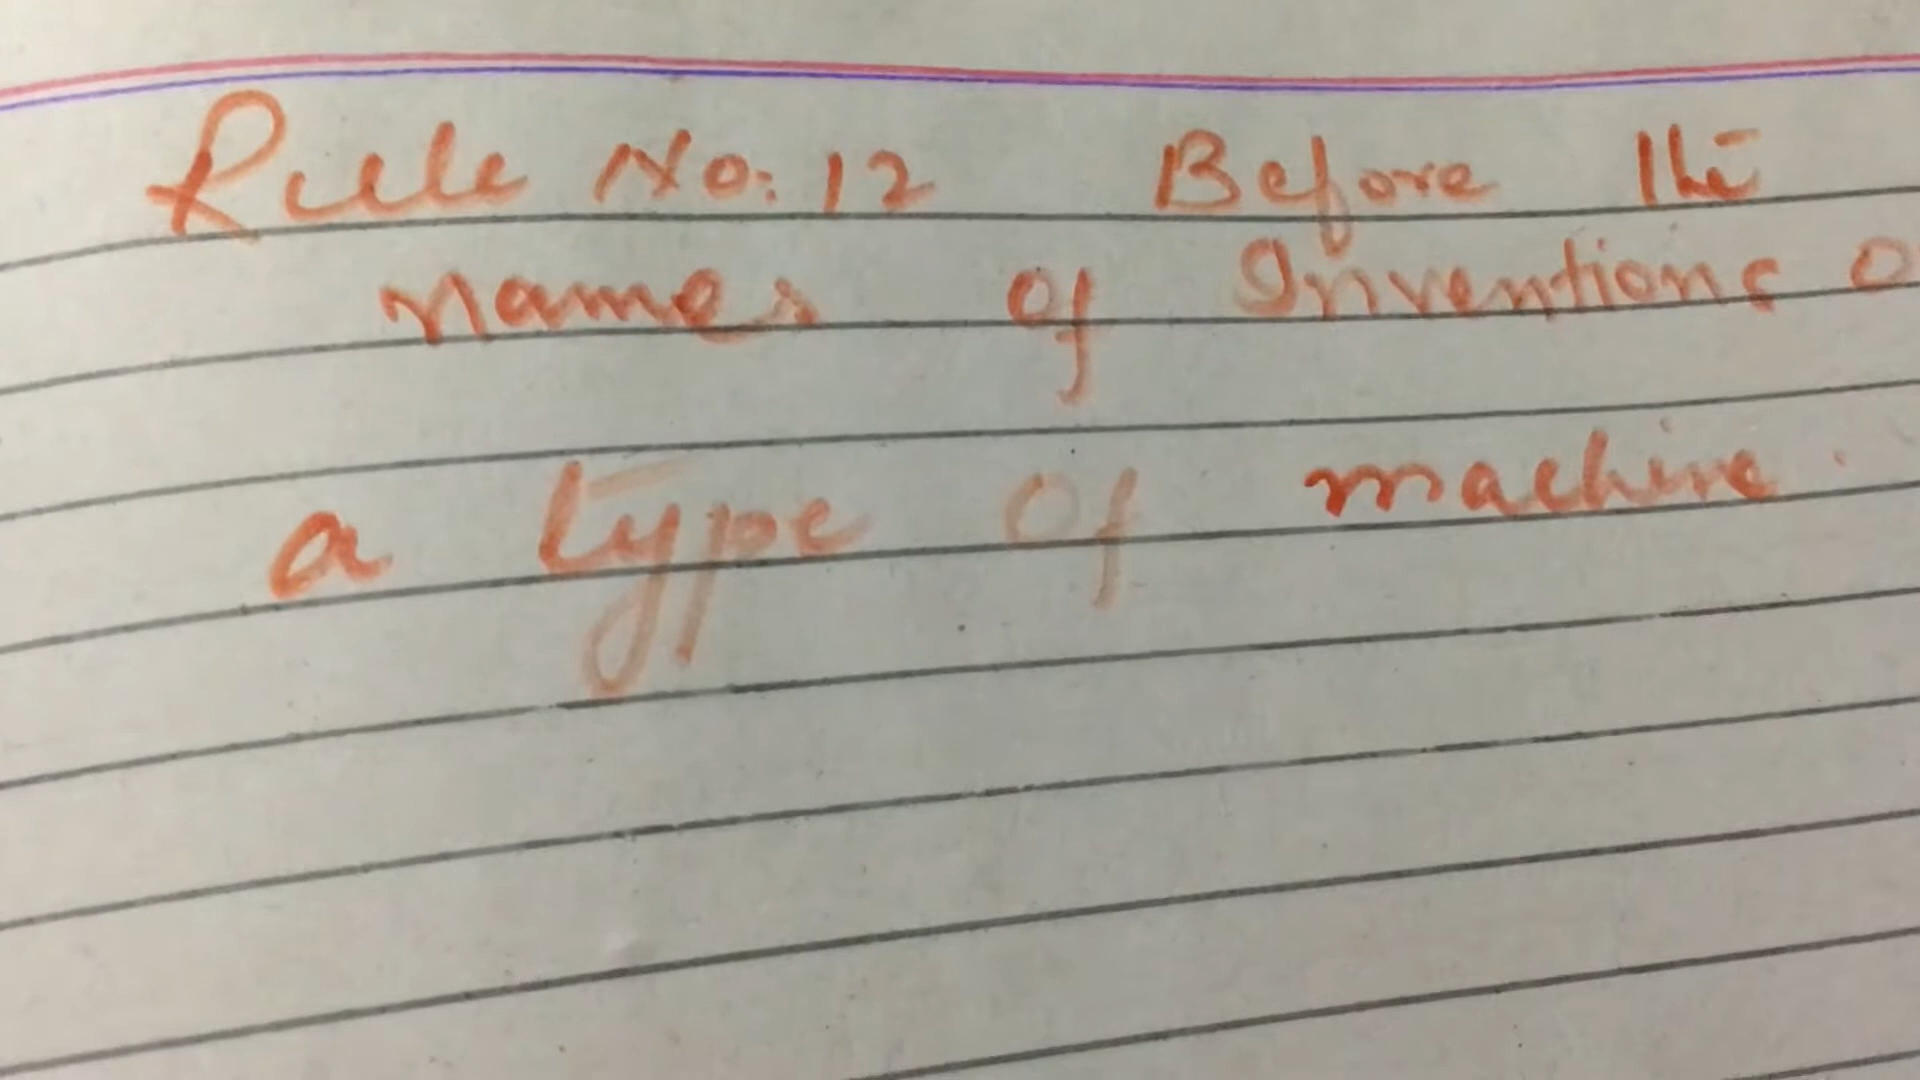 Rule No: 12 Before the
names of Inventions
a type of machine.